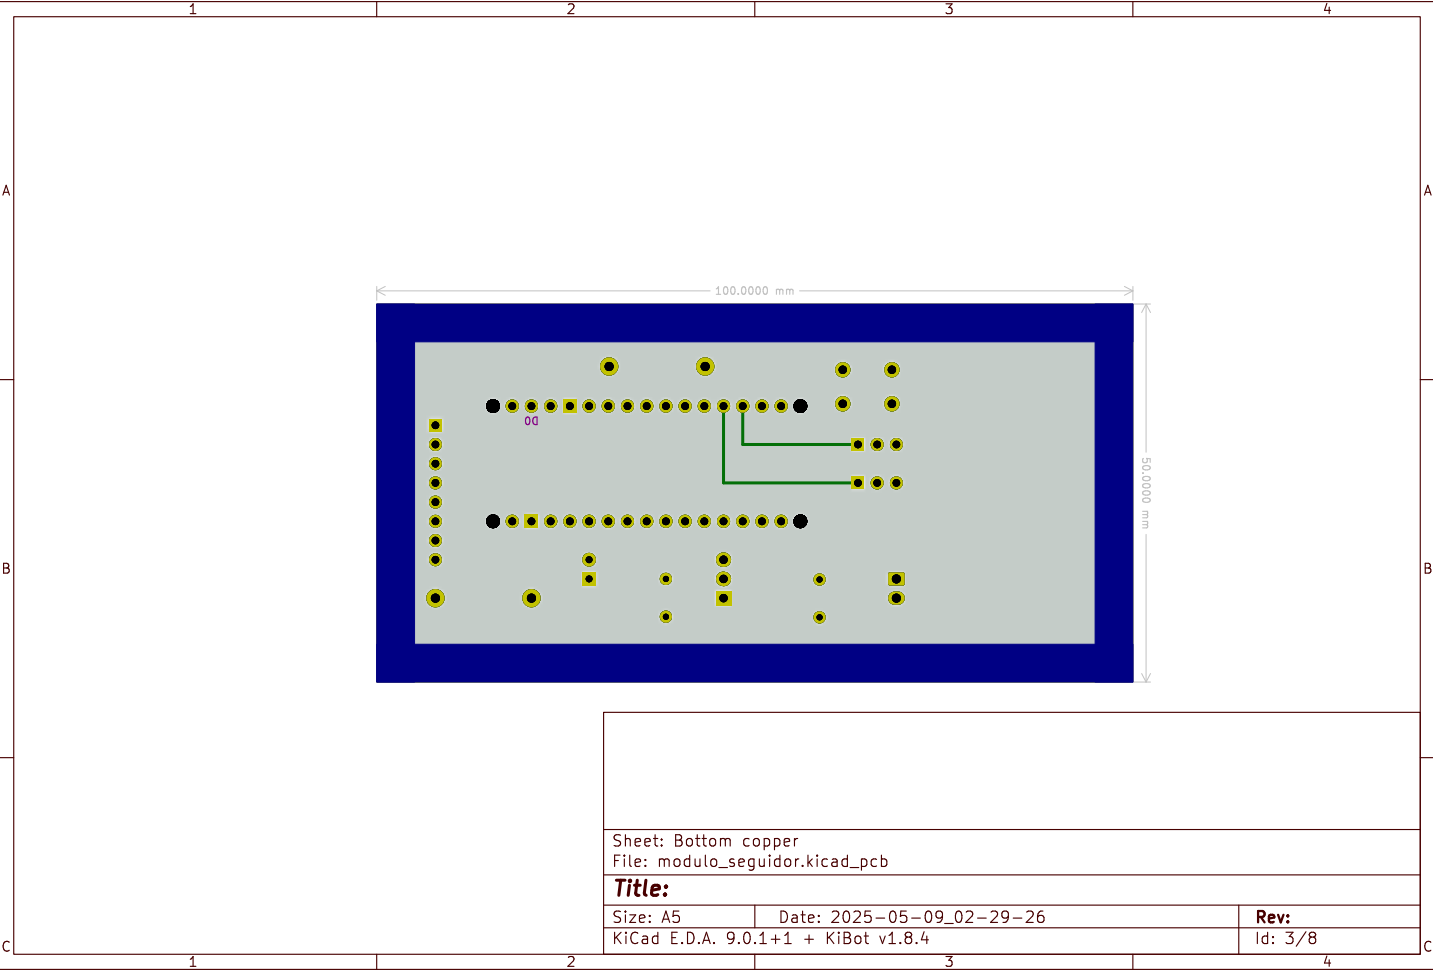 1 2 3 4
A A
100.0000 mm
DO
50.0000 mm
B B
Sheet: Bottom copper
File: modulo_seguidor.kicad_pcb
Title:
Size: A5 Date: 2025-05-09_02-29-26 Rev:
KiCad E.D.A. 9.0.1+1 + KiBot v1.8.4 Id: 3/8
C C
1 2 3 4